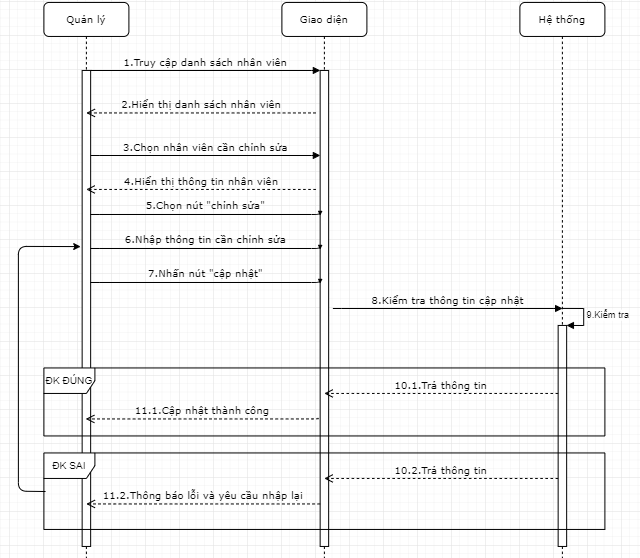 Quản lý
Giao diện
Hệ thống
1.Truy cập danh sách nhân viên
2.Hiển thị danh sách nhân viên
3.Chọn nhân viên cần chỉnh sửa
4.Hiển thị thông tin nhân viên
5.Chọn nút "chỉnh sửa"
6.Nhập thông tin cần chỉnh sửa
7.Nhấn nút "cập nhật"
8.Kiểm tra thông tin cập nhật
9.Kiểm tra
ĐK ĐÚNG
10.1.Trả thông tin
11.1.Cập nhật thành công
ĐK SAI
10.2.Trả thông tin
11.2.Thông báo lỗi và yêu cầu nhập lại